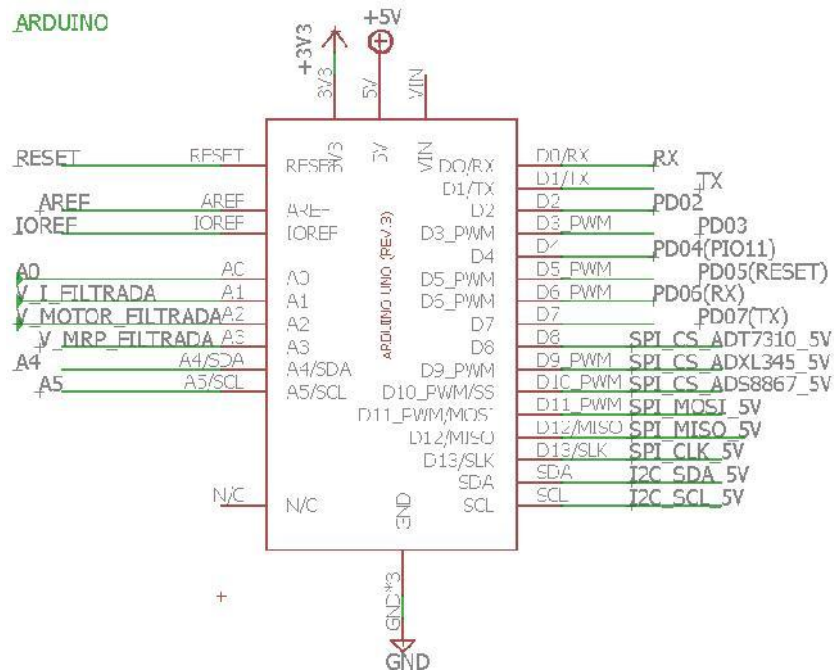 ARDUINO
+5V
+3V3
3V3
5V
VIN
3V3
5V
VIN
RESET RESET RESET
AREF AREF AREF
IOREF IOREF IOREF
A0 A0 A0
V_I_FILTRADA A1 A1
V_MOTOR_FILTRADA A2 A2
V_MRP_FILTRADA A3 A3
A4 A4/SDA A4/SDA
A5 A5/SCL A5/SCL
N/C N/C
ARDUINO UNO (REV.3)
D0/RX D0/RX RX
D1/TX D1/TX TX
D2 D2 PD02
D3_PWM D3_PWM PD03
D4 D4 PD04(PIO11)
D5_PWM D5_PWM PD05(RESET)
D6_PWM D6_PWM PD06(RX)
D7 D7 PD07(TX)
D8 D8 SPI_CS_ADT7310_5V
D9_PWM D9_PWM SPI_CS_ADXL345_5V
D10_PWM/SS D10_PWM SPI_CS_ADS8867_5V
D11_PWM/MOSI D11_PWM SPI_MOSI_5V
D12/MISO D12/MISO SPI_MISO_5V
D13/SLK D13/SLK SPI_CLK_5V
SDA SDA I2C_SDA_5V
SCL SCL I2C_SCL_5V
GND
GND*3
GND